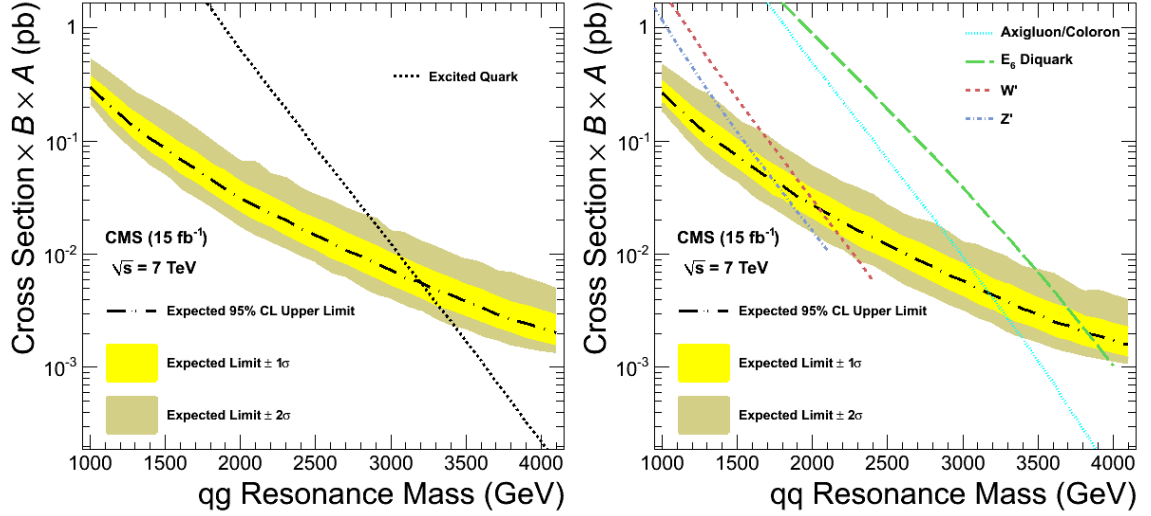 Cross Section × B × A (pb)
1
10⁻¹
10⁻²
10⁻³
Excited Quark
CMS (15 fb⁻¹)
√s = 7 TeV
Expected 95% CL Upper Limit
Expected Limit ± 1σ
Expected Limit ± 2σ
1000 1500 2000 2500 3000 3500 4000
qg Resonance Mass (GeV)
Cross Section × B × A (pb)
1
10⁻¹
10⁻²
10⁻³
Axigluon/Coloron
E₆ Diquark
W'
Z'
CMS (15 fb⁻¹)
√s = 7 TeV
Expected 95% CL Upper Limit
Expected Limit ± 1σ
Expected Limit ± 2σ
1000 1500 2000 2500 3000 3500 4000
qq Resonance Mass (GeV)